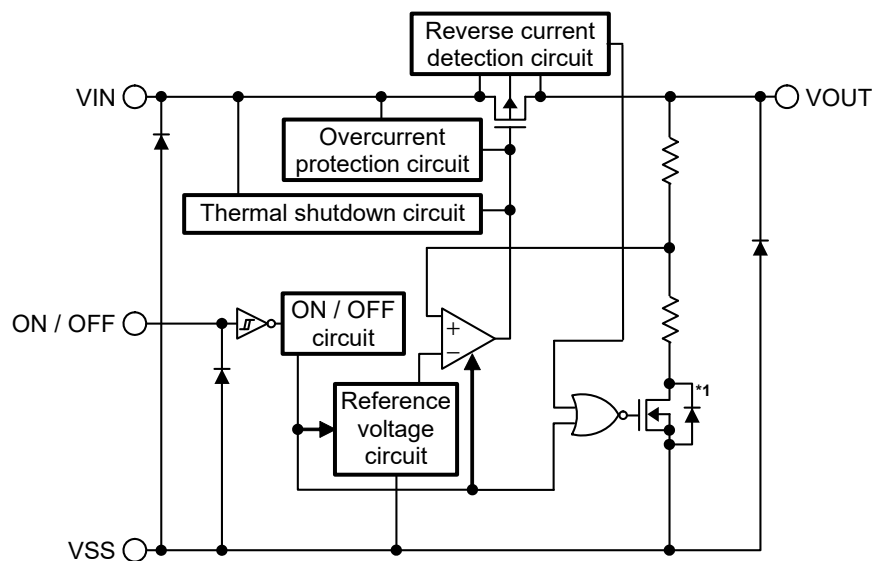 Reverse current
detection circuit
VIN
VOUT
Overcurrent
protection circuit
Thermal shutdown circuit
ON / OFF
ON / OFF
circuit
+
−
*1
Reference
voltage
circuit
VSS